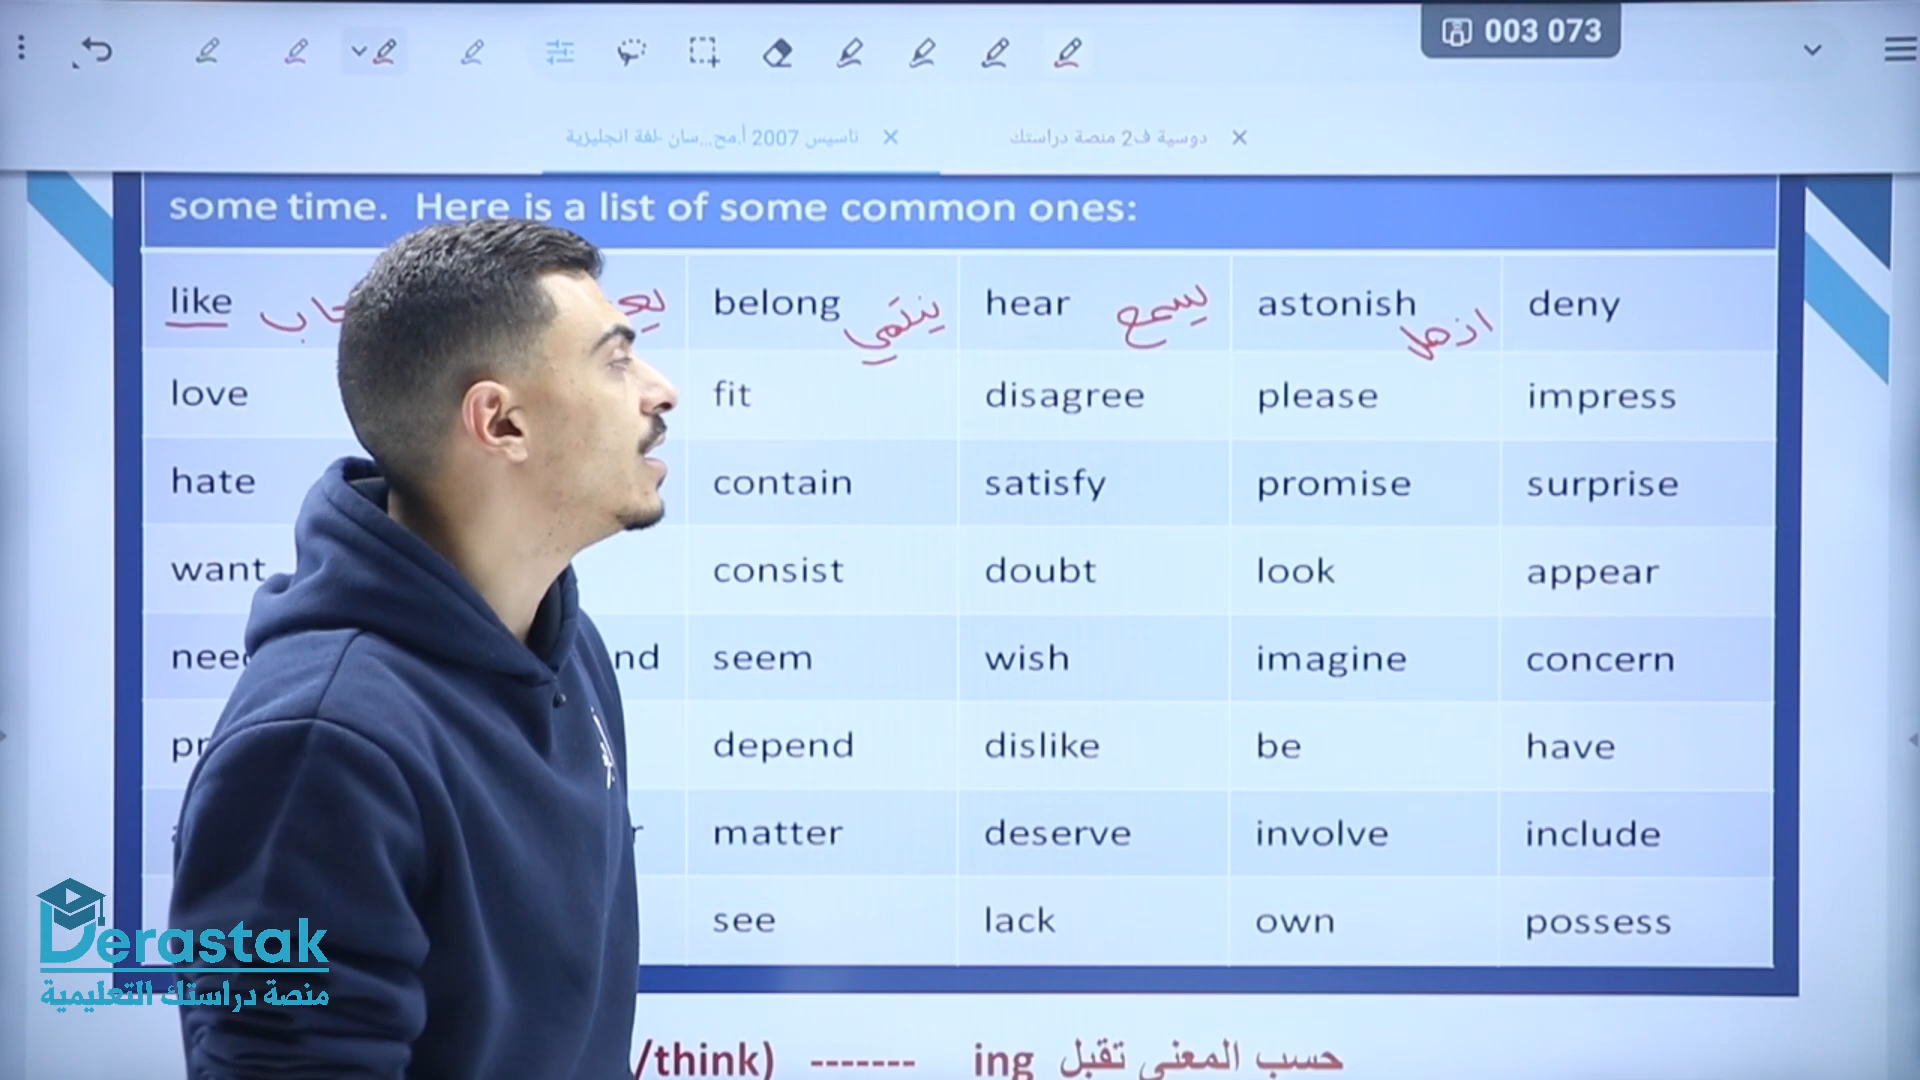 003 073
تاسيس 2007 أ.مح...سان -لغة انجليزية
دوسية ف2 منصة دراستك
some time. Here is a list of some common ones:
like belong ينتمي hear يسمع astonish اذهل deny
love fit disagree please impress
hate contain satisfy promise surprise
want consist doubt look appear
seem wish imagine concern
depend dislike be have
matter deserve involve include
see lack own possess
/think) ------- ing حسب المعنى تقبل
Derastak
منصة دراستك التعليمية